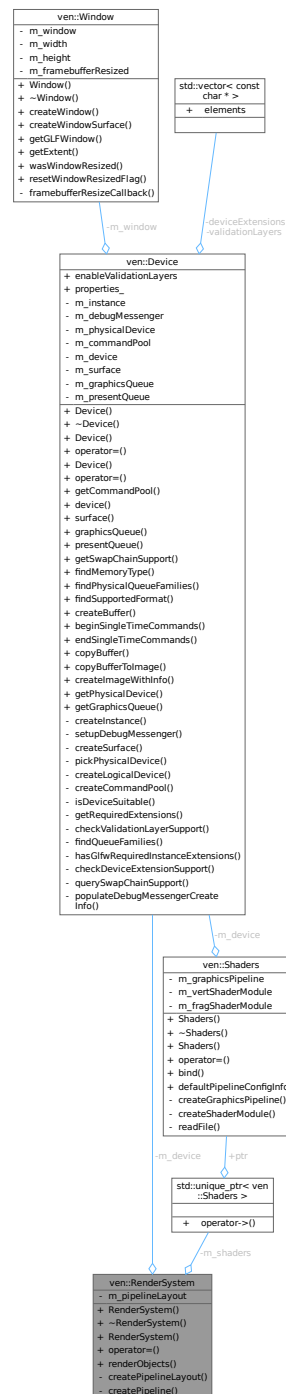 ven::Window
- m_window
- m_width
- m_height
- m_framebufferResized
+ Window()
+ ~Window()
+ createWindow()
+ createWindowSurface()
+ getGLFWindow()
+ getExtent()
+ wasWindowResized()
+ resetWindowResizedFlag()
- framebufferResizeCallback()
std::vector< const
char * >
+ elements
-m_window
-deviceExtensions
-validationLayers
ven::Device
+ enableValidationLayers
+ properties_
- m_instance
- m_debugMessenger
- m_physicalDevice
- m_commandPool
- m_device
- m_surface
- m_graphicsQueue
- m_presentQueue
+ Device()
+ ~Device()
+ Device()
+ operator=()
+ Device()
+ operator=()
+ getCommandPool()
+ device()
+ surface()
+ graphicsQueue()
+ presentQueue()
+ getSwapChainSupport()
+ findMemoryType()
+ findPhysicalQueueFamilies()
+ findSupportedFormat()
+ createBuffer()
+ beginSingleTimeCommands()
+ endSingleTimeCommands()
+ copyBuffer()
+ copyBufferToImage()
+ createImageWithInfo()
+ getPhysicalDevice()
+ getGraphicsQueue()
- createInstance()
- setupDebugMessenger()
- createSurface()
- pickPhysicalDevice()
- createLogicalDevice()
- createCommandPool()
- isDeviceSuitable()
- getRequiredExtensions()
- checkValidationLayerSupport()
- findQueueFamilies()
- hasGlfwRequiredInstanceExtensions()
- checkDeviceExtensionSupport()
- querySwapChainSupport()
- populateDebugMessengerCreate
Info()
-m_device
ven::Shaders
- m_graphicsPipeline
- m_vertShaderModule
- m_fragShaderModule
+ Shaders()
+ ~Shaders()
+ Shaders()
+ operator=()
+ bind()
+ defaultPipelineConfigInfo
- createGraphicsPipeline()
- createShaderModule()
- readFile()
-m_device
+ptr
std::unique_ptr< ven
::Shaders >
+ operator->()
-m_shaders
ven::RenderSystem
- m_pipelineLayout
+ RenderSystem()
+ ~RenderSystem()
+ RenderSystem()
+ operator=()
+ renderObjects()
- createPipelineLayout()
- createPipeline()